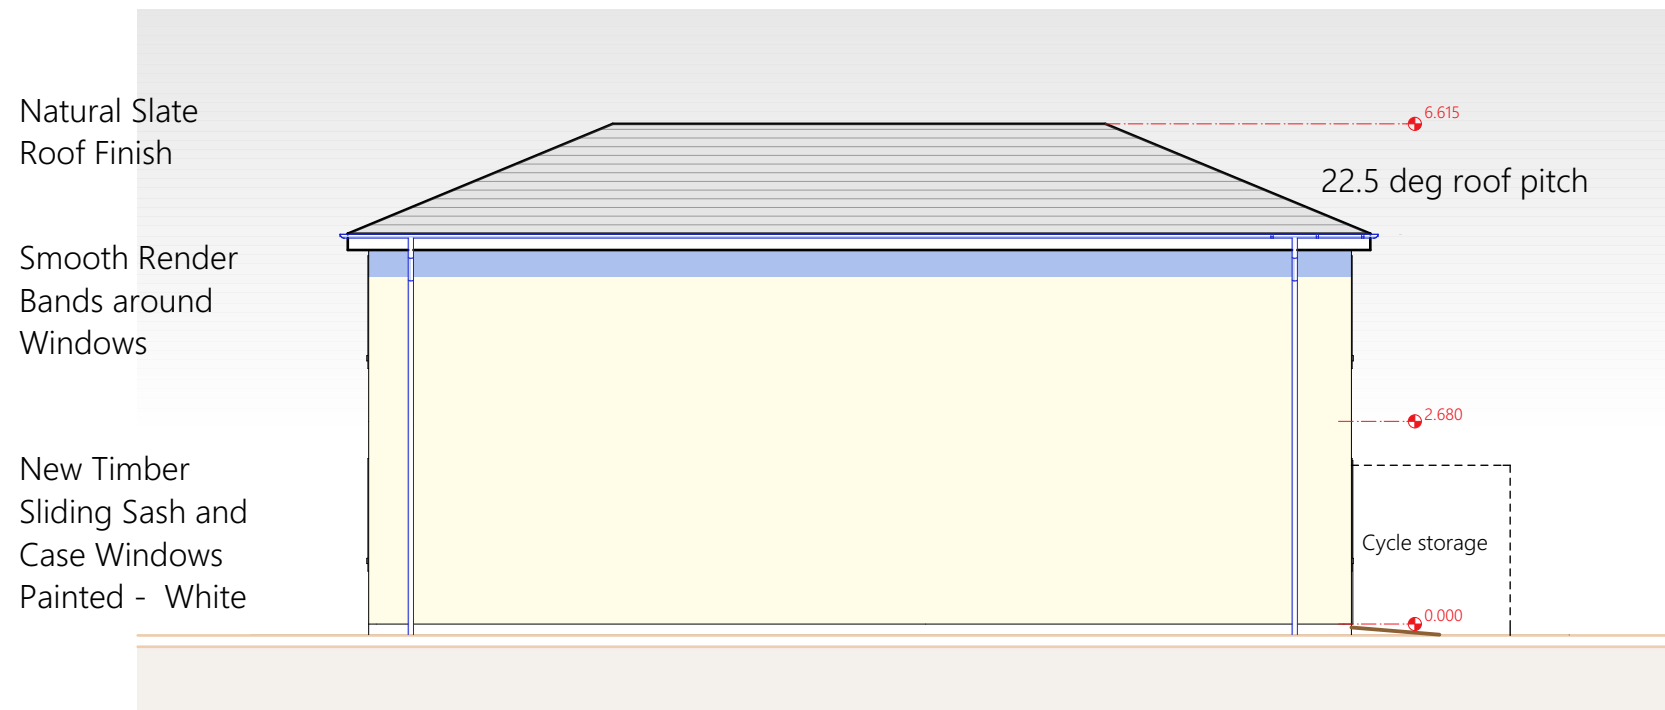 Natural Slate
Roof Finish
6.615
22.5 deg roof pitch
Smooth Render
Bands around
Windows
2.680
New Timber
Sliding Sash and
Case Windows
Painted - White
Cycle storage
0.000